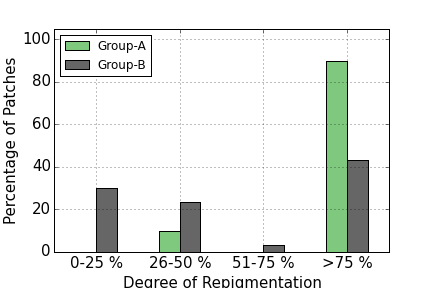 100
80
60
40
20
0
Percentage of Patches
Group-A
Group-B
0-25 % 26-50 % 51-75 % >75 %
Degree of Repigmentation